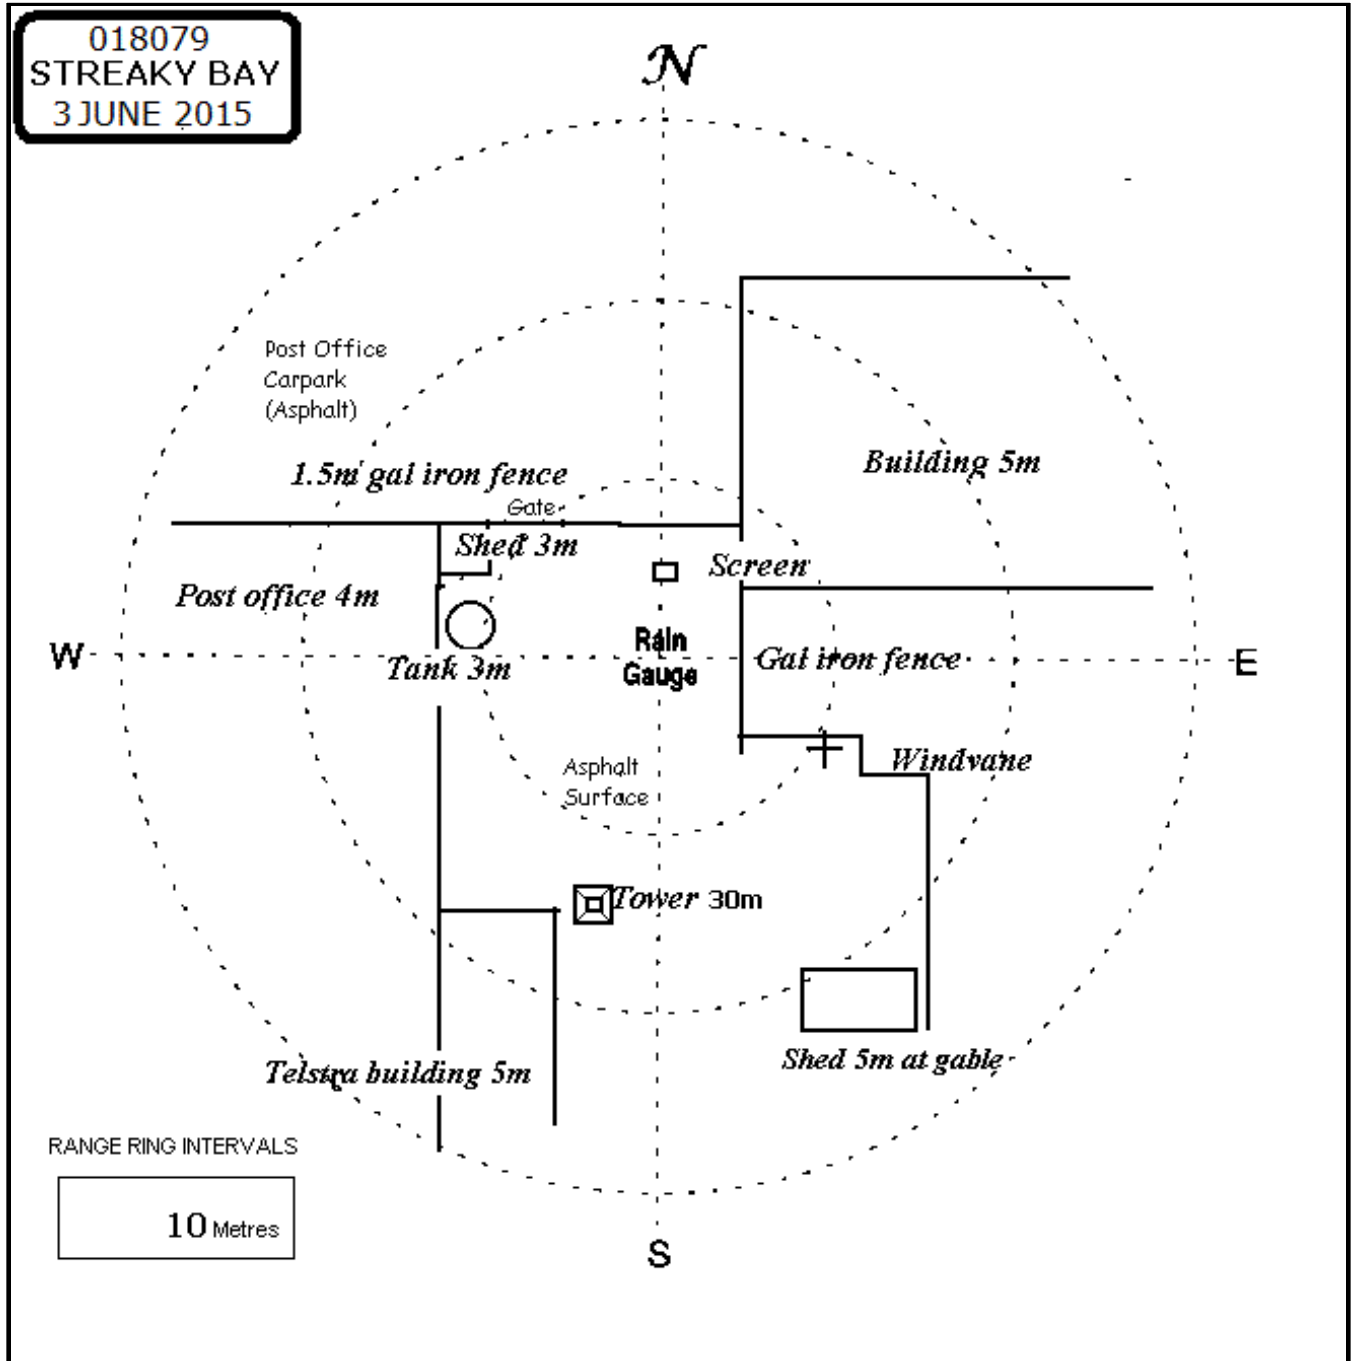 018079
STREAKY BAY
3 JUNE 2015
N
Post Office
Carpark
(Asphalt)
1.5m gal iron fence
Building 5m
Gate
Shed 3m
Screen
Post office 4m
W
Rain
Gauge
Tank 3m
Gal iron fence
E
Windvane
Asphalt
Surface
Tower 30m
Shed 5m at gable
Telstra building 5m
RANGE RING INTERVALS
10 Metres
S